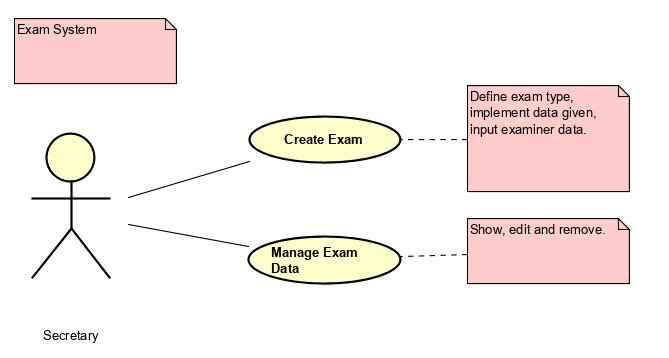 Exam System
Define exam type,
implement data given,
input examiner data.
Create Exam
Show, edit and remove.
Manage Exam
Data
Secretary